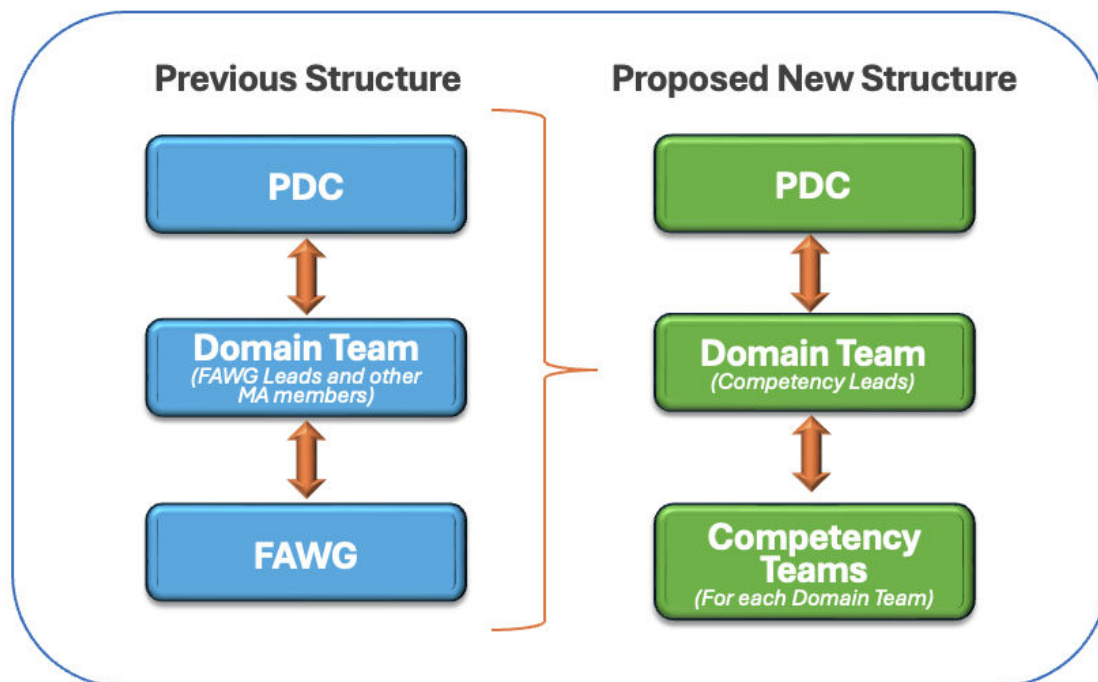 Previous Structure
PDC
Domain Team
(FAWG Leads and other
MA members)
FAWG
Proposed New Structure
PDC
Domain Team
(Competency Leads)
Competency
Teams
(For each Domain Team)